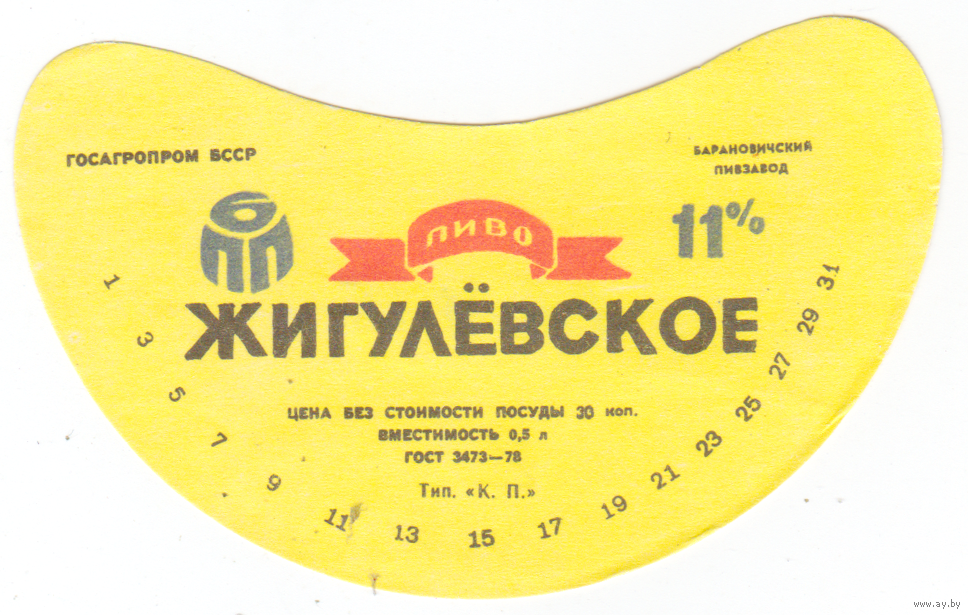 ГОСАГРОПРОМ БССР
БАРАНОВИЧСКИЙ
ПИВЗАВОД
БПП
ПИВО
11%
ЖИГУЛЁВСКОЕ
ЦЕНА БЕЗ СТОИМОСТИ ПОСУДЫ 30 коп.
ВМЕСТИМОСТЬ 0,5 л
ГОСТ 3473—78
Тип. «К. П.»
1 3 5 7 9 11 13 15 17 19 21 23 25 27 29 31
www.ay.by